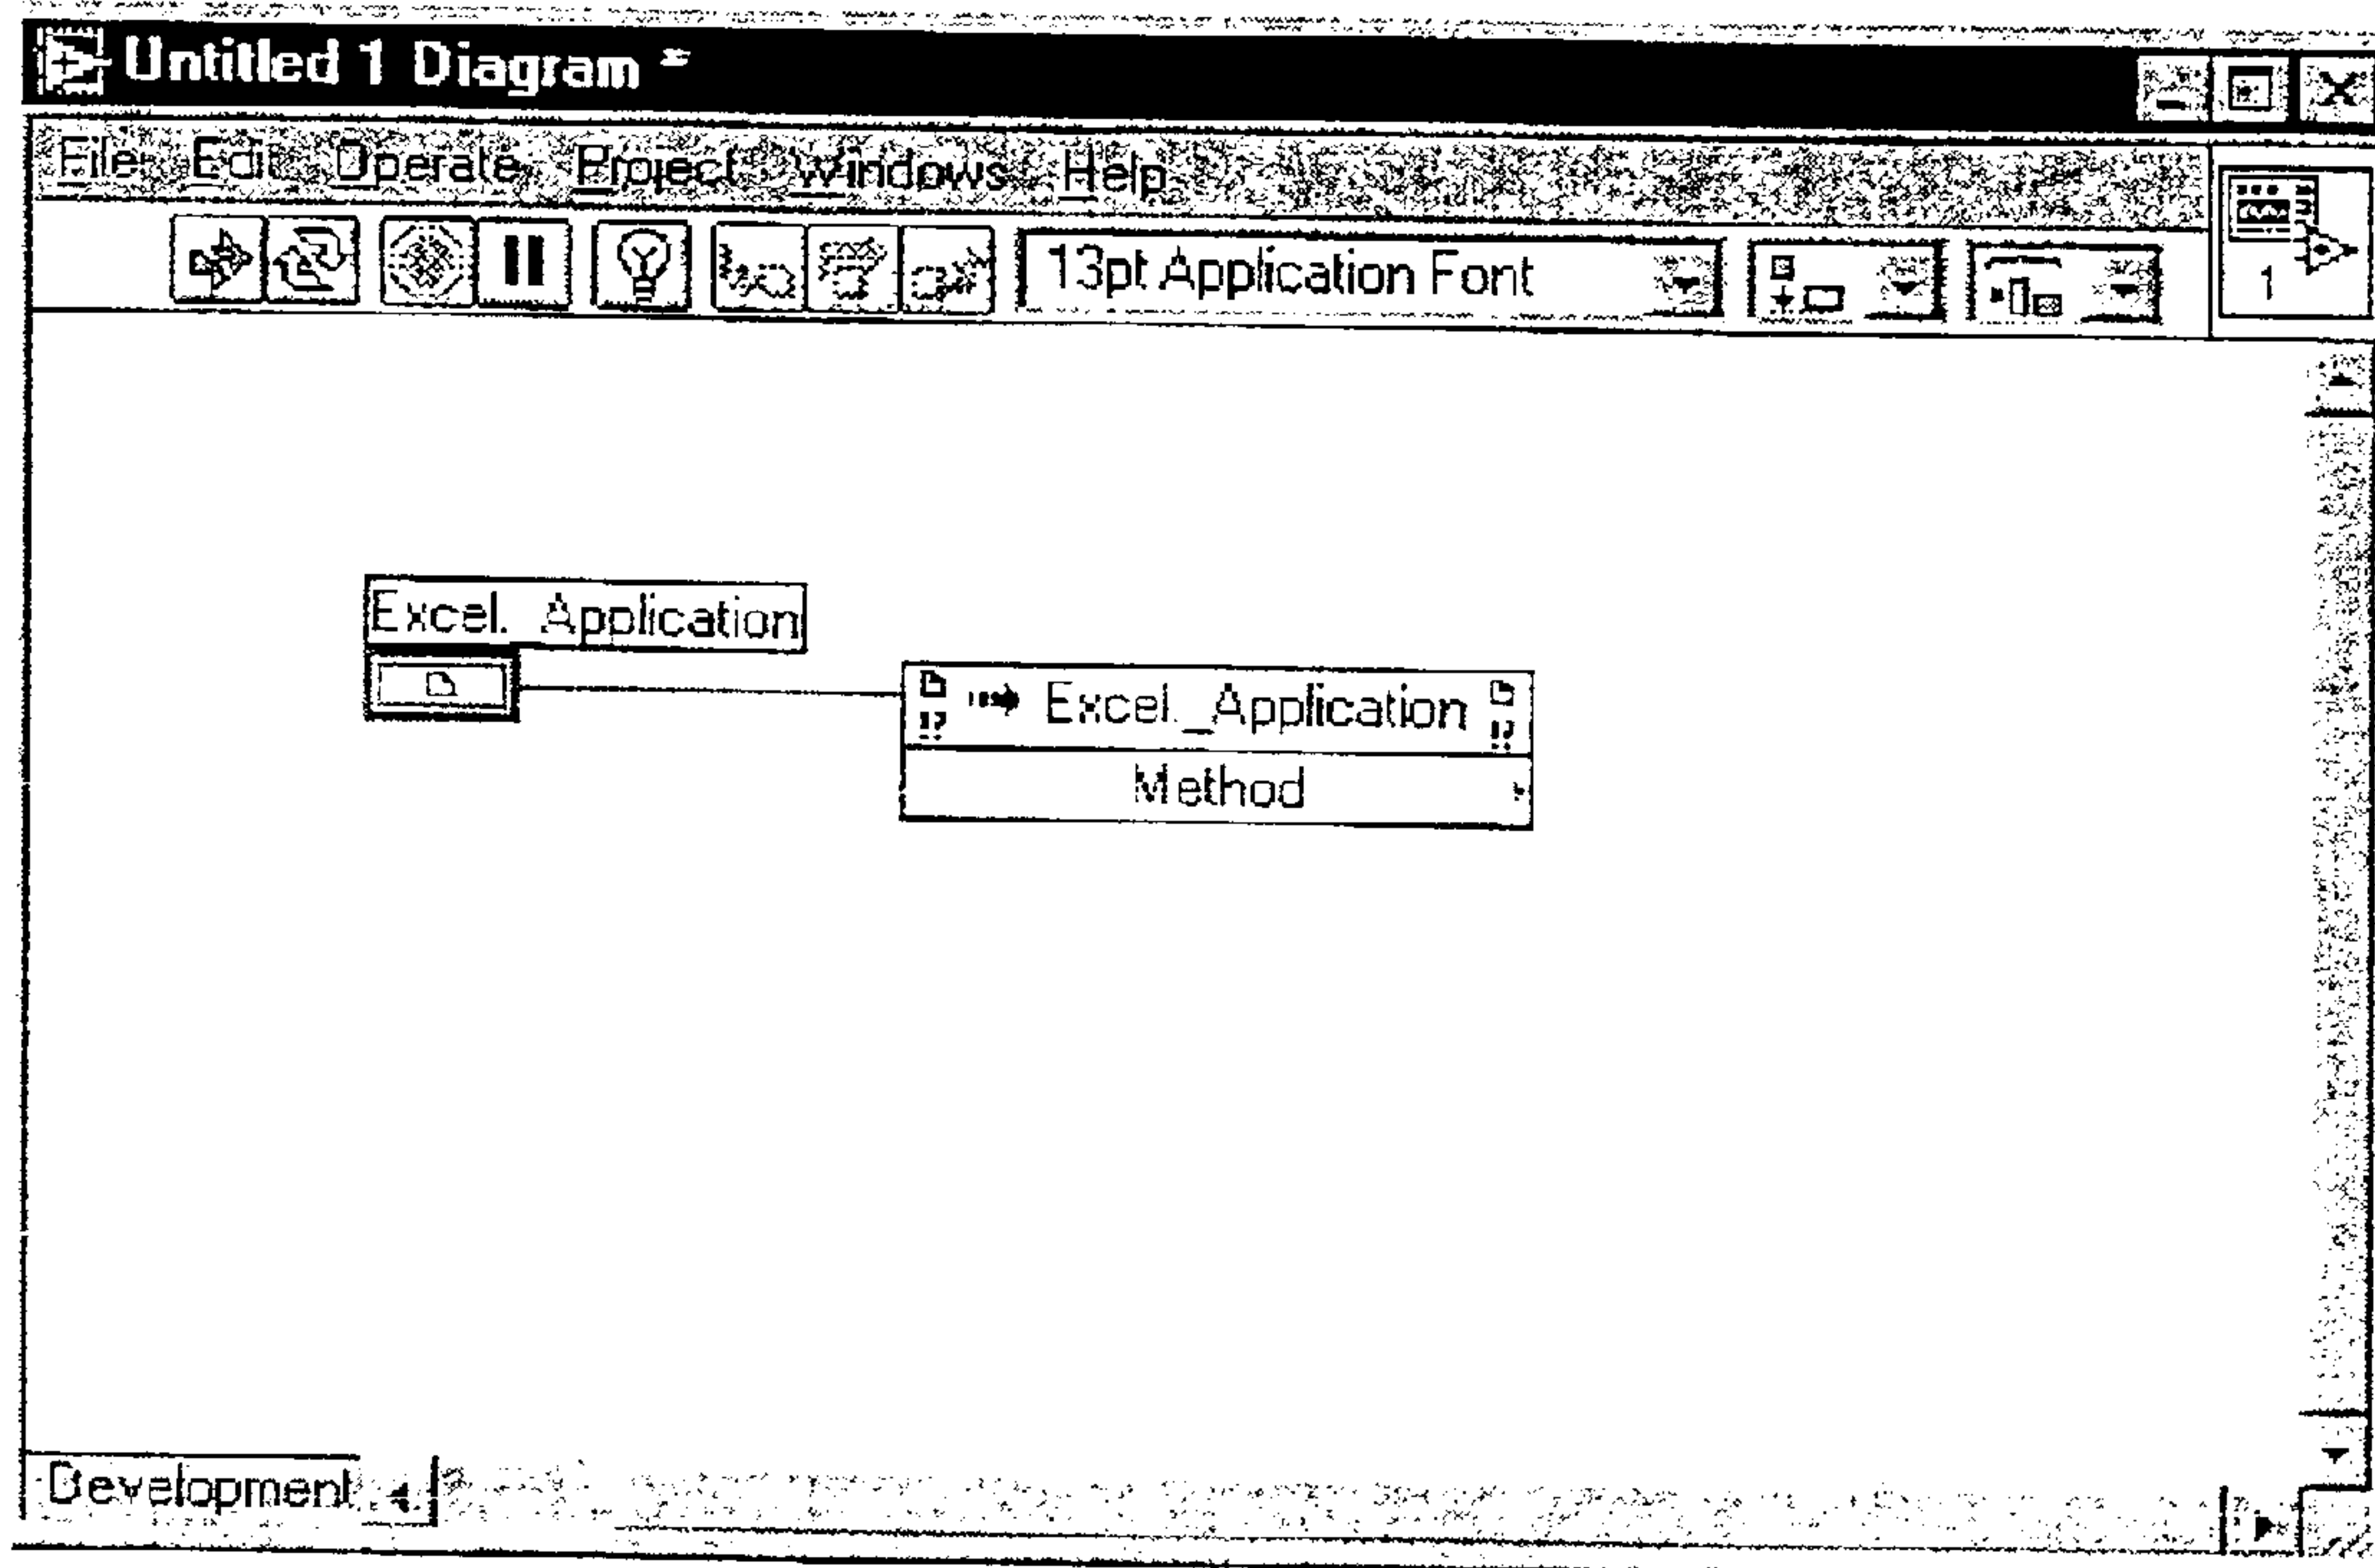 Untitled 1 Diagram *
File Edit Operate Project Windows Help
13pt Application Font
1
Excel._Application
Excel._Application
Method
Development